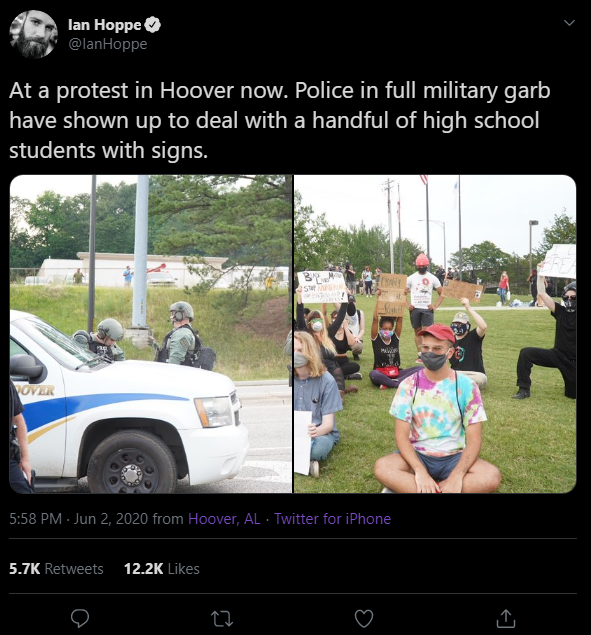 Ian Hoppe
@IanHoppe
At a protest in Hoover now. Police in full military garb
have shown up to deal with a handful of high school
students with signs.
OVER
5:58 PM · Jun 2, 2020 from Hoover, AL · Twitter for iPhone
5.7K Retweets 12.2K Likes